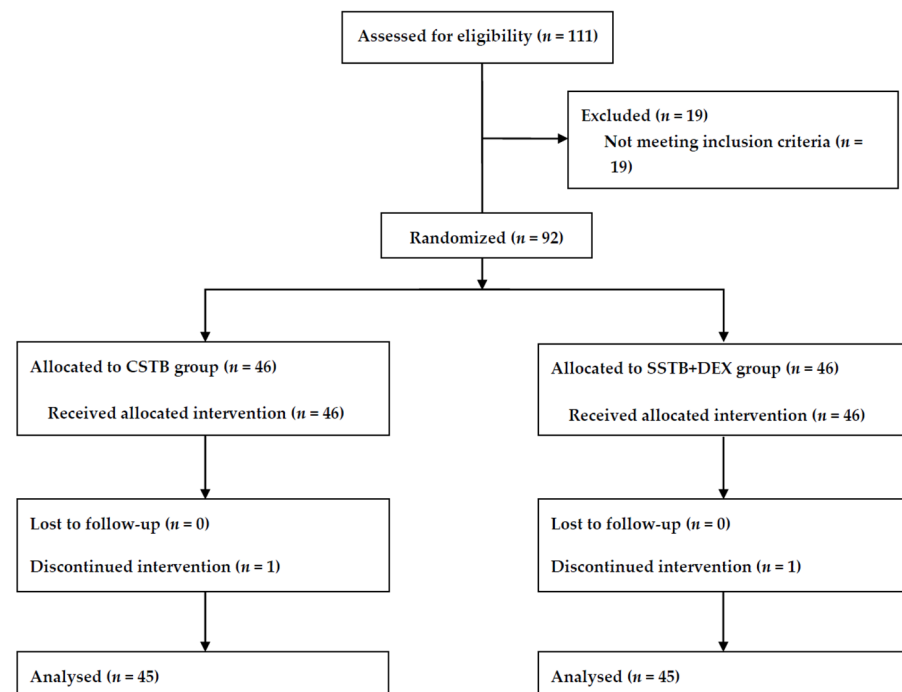 Assessed for eligibility (n = 111)
Excluded (n = 19)
Not meeting inclusion criteria (n =
19)
Randomized (n = 92)
Allocated to CSTB group (n = 46)
Received allocated intervention (n = 46)
Allocated to SSTB+DEX group (n = 46)
Received allocated intervention (n = 46)
Lost to follow-up (n = 0)
Discontinued intervention (n = 1)
Lost to follow-up (n = 0)
Discontinued intervention (n = 1)
Analysed (n = 45)
Analysed (n = 45)